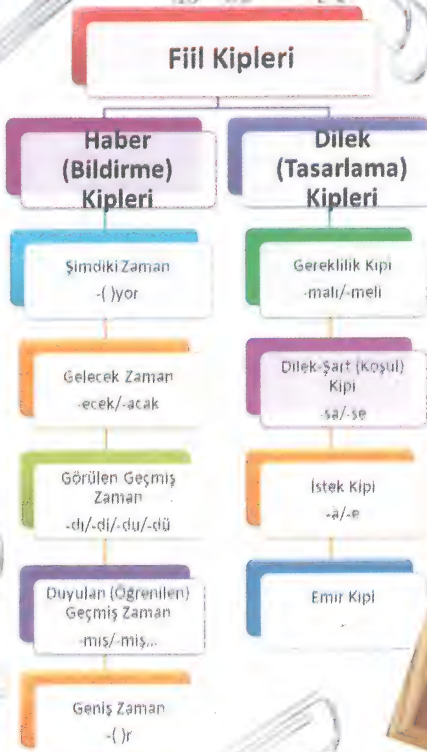 Fiil Kipleri
Haber
(Bildirme)
Kipleri
Şimdiki Zaman
-( )yor
Gelecek Zaman
-ecek/-acak
Görülen Geçmiş
Zaman
-dı/-di/-du/-dü
Duyulan (Öğrenilen)
Geçmiş Zaman
-mış/-miş...
Geniş Zaman
-( )r
Dilek
(Tasarlama)
Kipleri
Gereklilik Kipi
-malı/-meli
Dilek-Şart (Koşul)
Kipi
-sa/-se
İstek Kipi
-a/-e
Emir Kipi